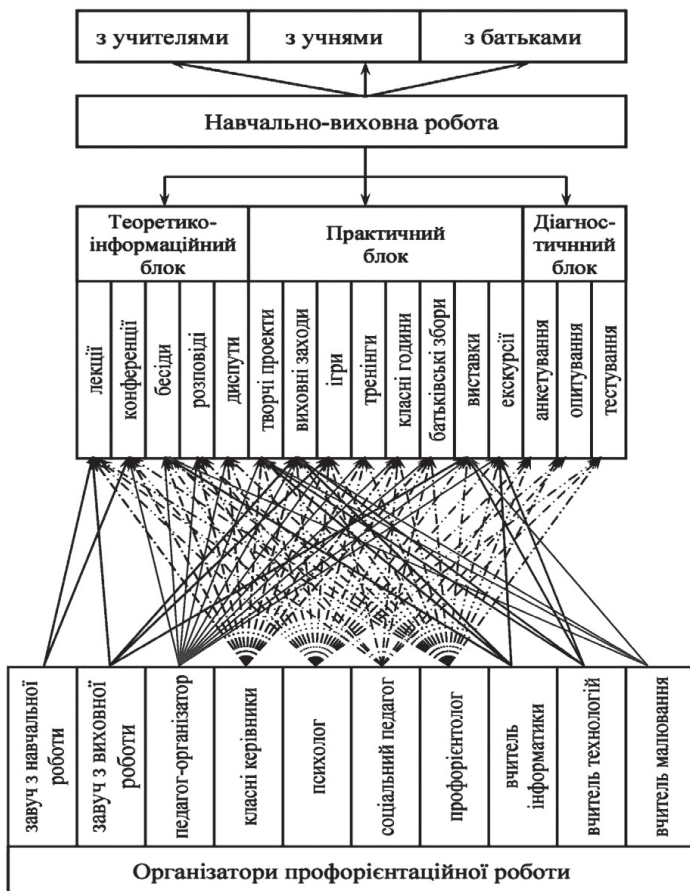 з учителями
з учнями
з батьками
Навчально-виховна робота
Теоретико-
інформаційний
блок
Практичний
блок
Діагнос-
тичнний
блок
лекції
конференції
бесіди
розповіді
диспути
творчі проекти
виховні заходи
ігри
тренінги
класні години
батьківські збори
виставки
екскурсії
анкетування
опитування
тестування
завуч з навчальної
роботи
завуч з виховної
роботи
педагог-організатор
класні керівники
психолог
соціальний педагог
профорієнтолог
вчитель
інформатики
вчитель технологій
вчитель малювання
Організатори профорієнтаційної роботи